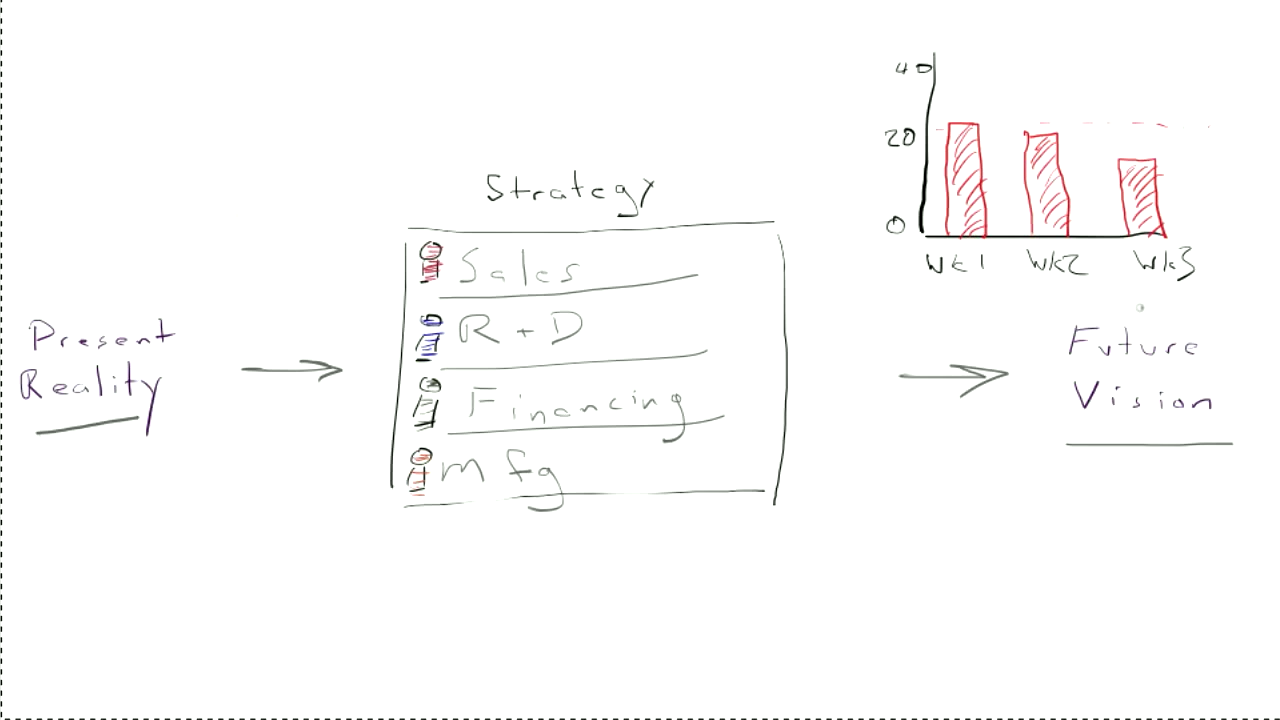 40
20
0
Wk1 Wk2 Wk3
Strategy
Sales
R + D
Financing
mfg
Present
Reality
Future
Vision